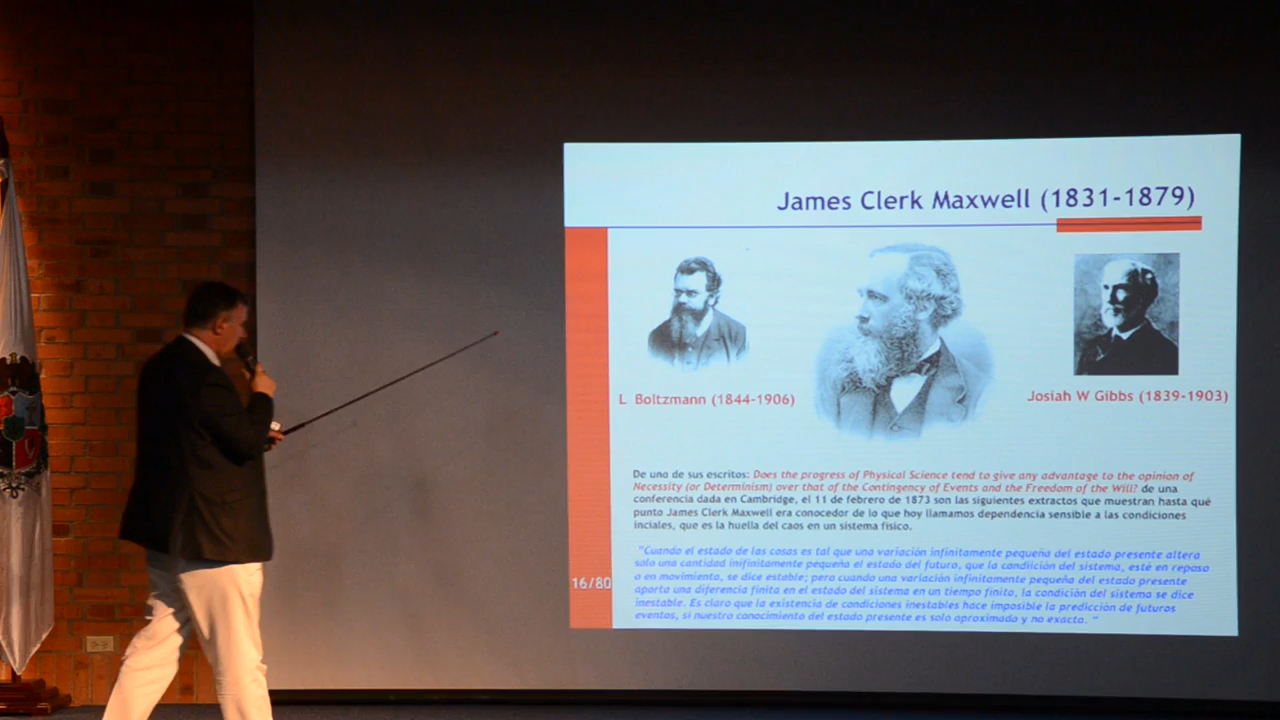 James Clerk Maxwell (1831-1879)
L Boltzmann (1844-1906)
Josiah W Gibbs (1839-1903)
De uno de sus escritos: Does the progress of Physical Science tend to give any advantage to the opinion of
Necessity (or Determinism) over that of the Contingency of Events and the Freedom of the Will? de una
conferencia dada en Cambridge, el 11 de febrero de 1873 son las siguientes extractos que muestran hasta qué
punto James Clerk Maxwell era conocedor de lo que hoy llamamos dependencia sensible a las condiciones
inciales, que es la huella del caos en un sistema físico.
"Cuando el estado de las cosas es tal que una variación infinitamente pequeña del estado presente altera
solo una cantidad inifinitamente pequeña el estado del futuro, que la condiición del sistema, esté en reposo
o en movimiento, se dice estable; pero cuando una variación infinitamente pequeña del estado presente
aporta una diferencia finita en el estado del sistema en un tiempo finito, la condición del sistema se dice
inestable. Es claro que la existencia de condiciones inestables hace imposible la predicción de futuros
eventos, si nuestro conocimiento del estado presente es solo aproximado y no exacto. "
16/80